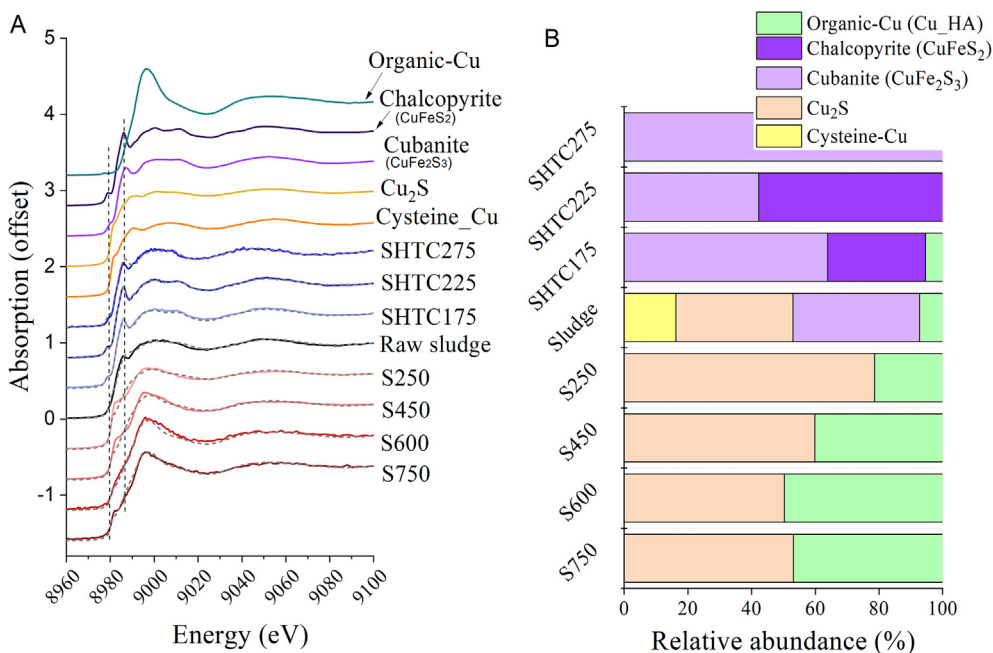 A
5
4
3
2
1
0
-1
Absorption (offset)
Organic-Cu
Chalcopyrite
(CuFeS2)
Cubanite
(CuFe2S3)
Cu2S
Cysteine_Cu
SHTC275
SHTC225
SHTC175
Raw sludge
S250
S450
S600
S750
8960
8980
9000
9020
9040
9060
9080
9100
Energy (eV)
B
Organic-Cu (Cu_HA)
Chalcopyrite (CuFeS2)
Cubanite (CuFe2S3)
Cu2S
Cysteine-Cu
SHTC275
SHTC225
SHTC175
Sludge
S250
S450
S600
S750
0
20
40
60
80
100
Relative abundance (%)